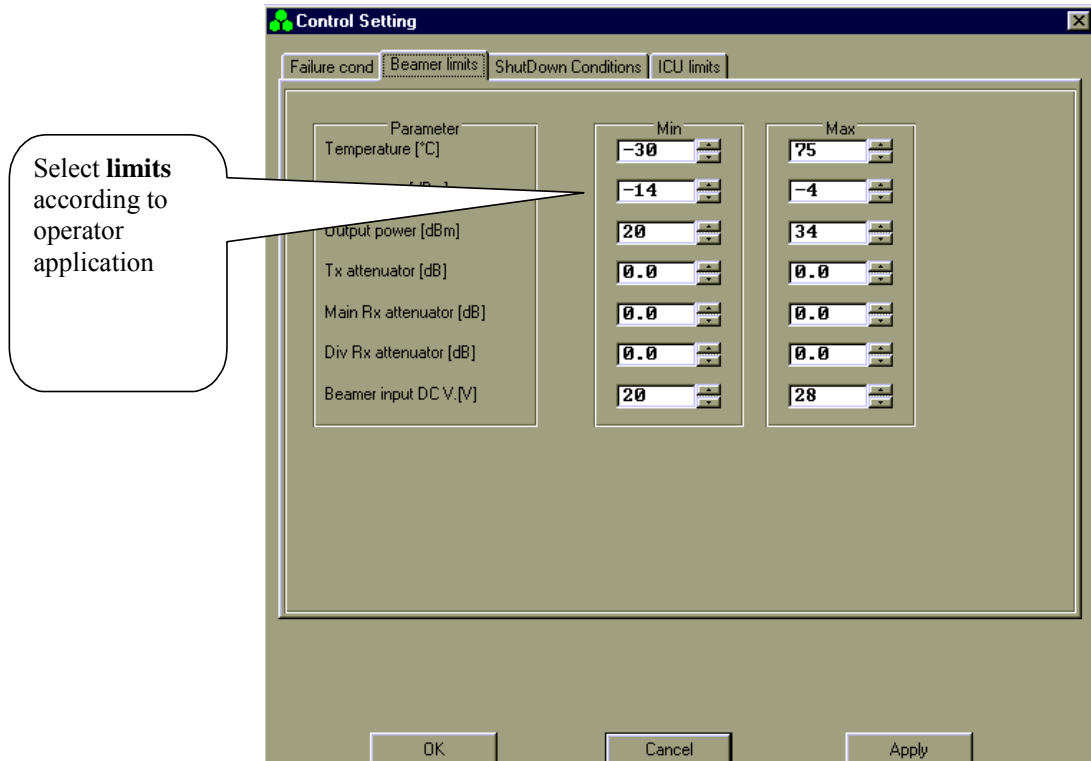 Control Setting
Failure cond Beamer limits ShutDown Conditions ICU limits
Parameter Min Max
Temperature [°C] -30 75
-14 -4
Output power [dBm] 20 34
Tx attenuator [dB] 0.0 0.0
Main Rx attenuator [dB] 0.0 0.0
Div Rx attenuator [dB] 0.0 0.0
Beamer input DC V.[V] 20 28
OK Cancel Apply
Select limits
according to
operator
application